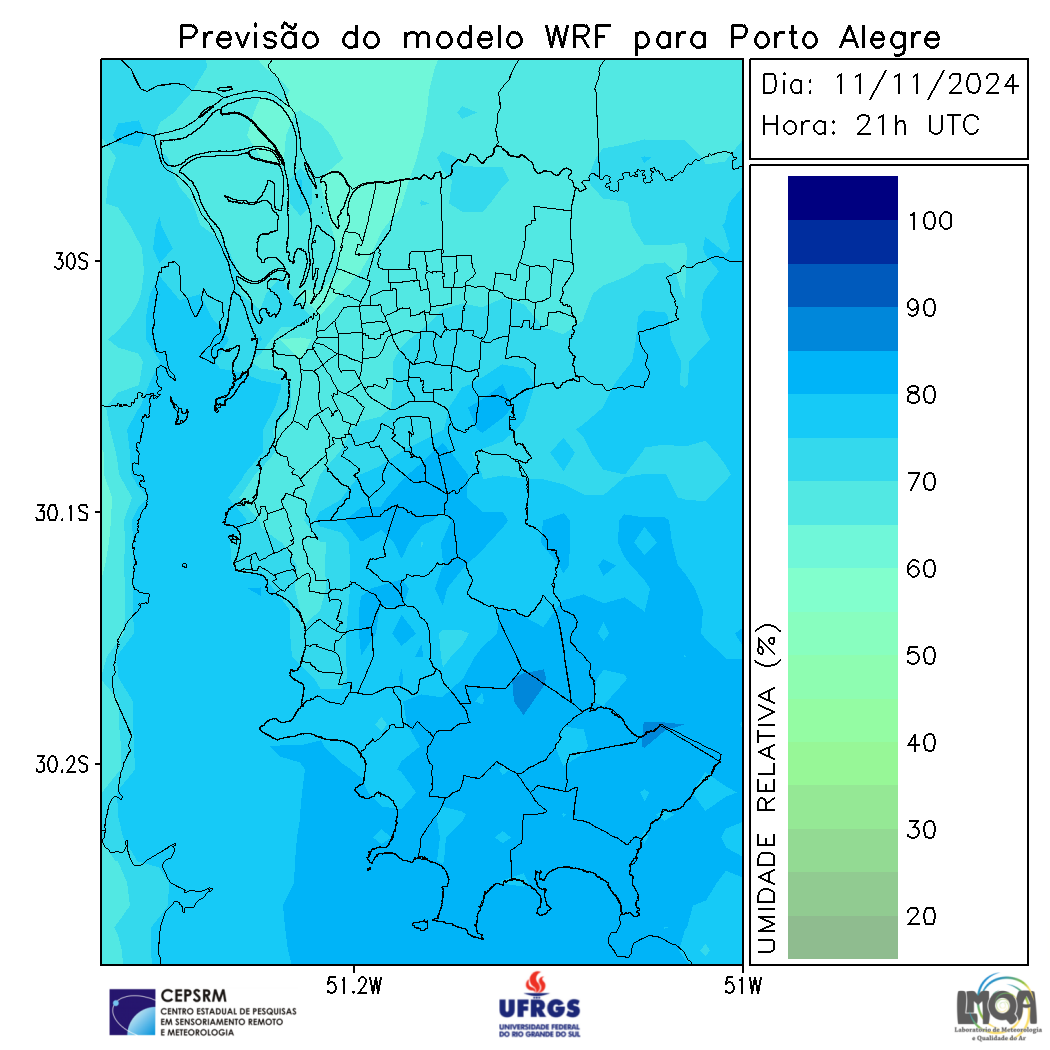 Previsão do modelo WRF para Porto Alegre
Dia: 11/11/2024
Hora: 21h UTC
30S
30.1S
30.2S
51.2W
51W
UMIDADE RELATIVA (%)
100
90
80
70
60
50
40
30
20
CEPSRM
CENTRO ESTADUAL DE PESQUISAS
EM SENSORIAMENTO REMOTO
E METEOROLOGIA
UFRGS
UNIVERSIDADE FEDERAL
DO RIO GRANDE DO SUL
LMQA
Laboratório de Meteorologia
e Qualidade do Ar